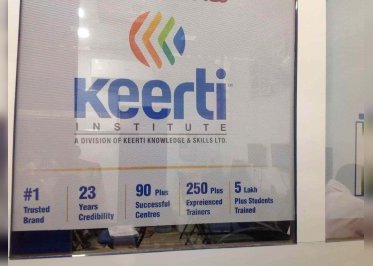 Keerti
INSTITUTE
A DIVISION OF KEERTI KNOWLEDGE & SKILLS LTD.
#1
Trusted
Brand
23
Years
Credibility
90 Plus
Successful
Centres
250 Plus
Expreienced
Trainors
5 Lakh
Plus Students
Trained